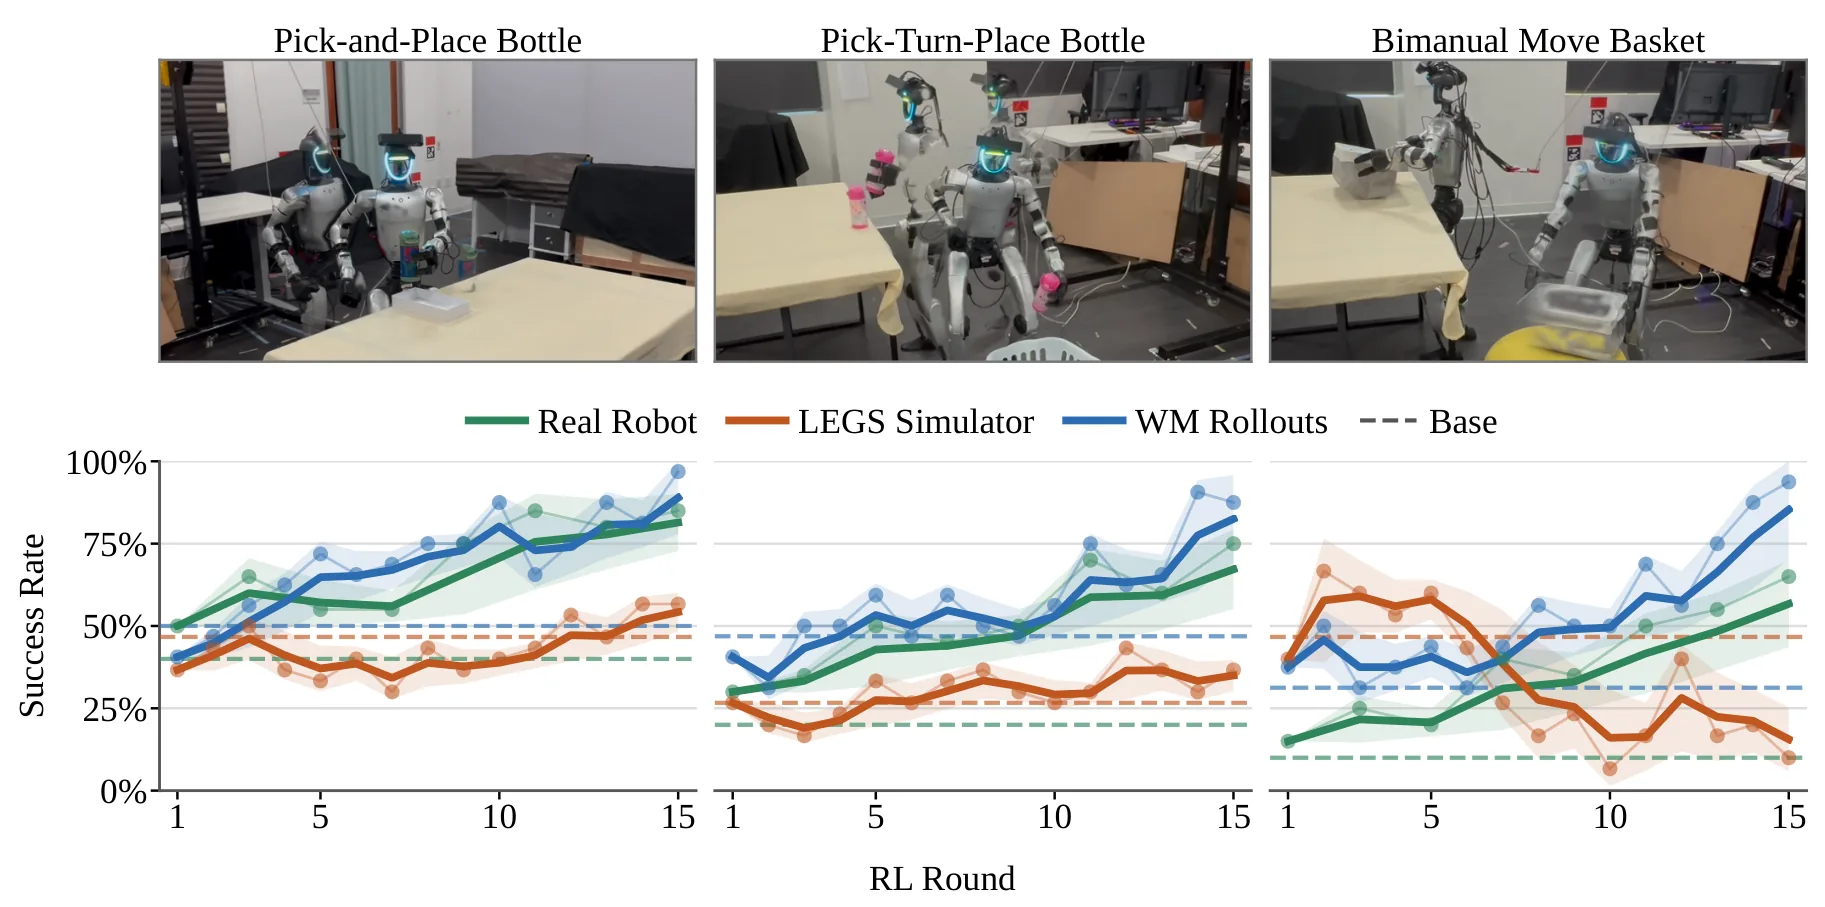 Pick-and-Place Bottle
Pick-Turn-Place Bottle
Bimanual Move Basket
Real Robot
LEGS Simulator
WM Rollouts
Base
Success Rate
100%
75%
50%
25%
0%
1 5 10 15
1 5 10 15
1 5 10 15
RL Round